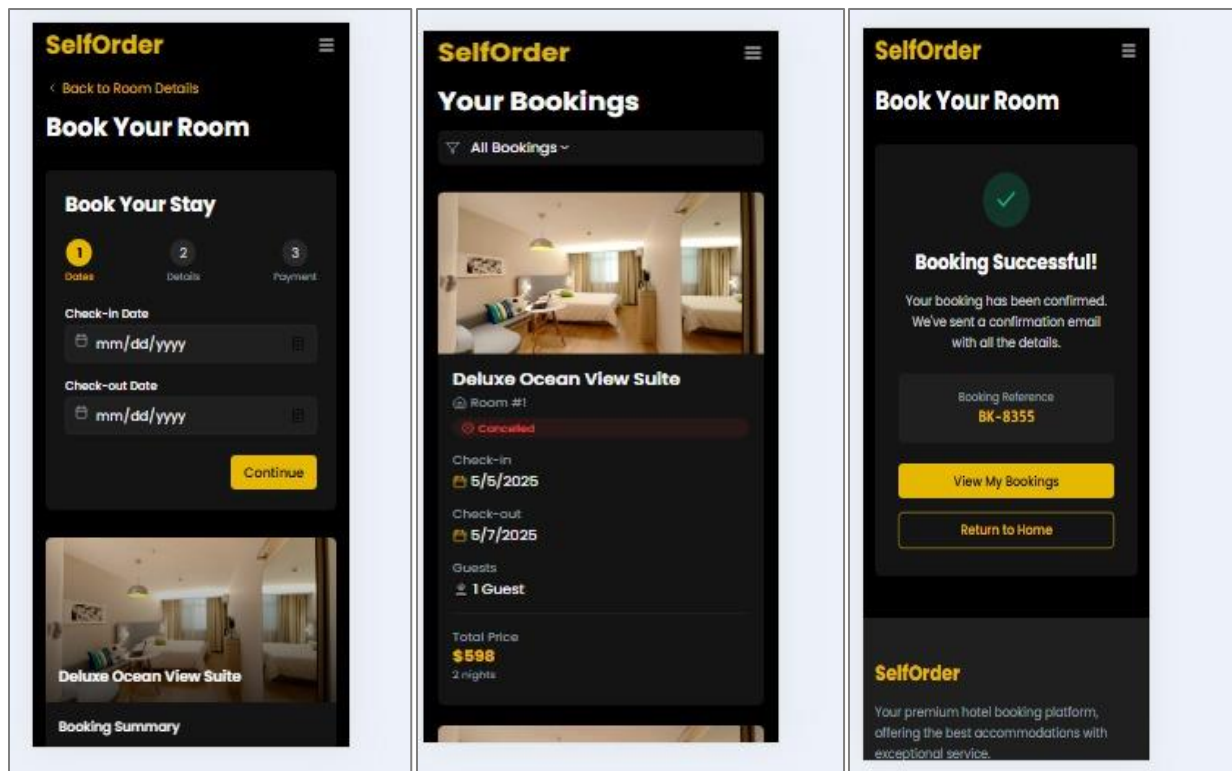 SelfOrder
Back to Room Details
Book Your Room
Book Your Stay
1
2
3
Dates
Details
Payment
Check-in Date
mm/dd/yyyy
Check-out Date
mm/dd/yyyy
Continue
Deluxe Ocean View Suite
Booking Summary
SelfOrder
Your Bookings
All Bookings
Deluxe Ocean View Suite
Room #1
Cancelled
Check-in
5/5/2025
Check-out
5/7/2025
Guests
1 Guest
Total Price
$598
2 nights
SelfOrder
Book Your Room
Booking Successful!
Your booking has been confirmed.
We've sent a confirmation email
with all the details.
Booking Reference
BK-8355
View My Bookings
Return to Home
SelfOrder
Your premium hotel booking platform,
offering the best accommodations with
exceptional service.